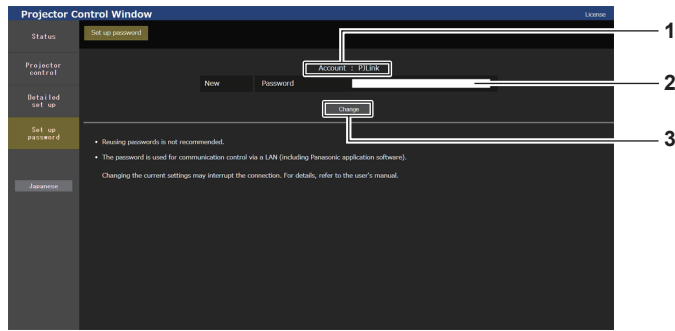 Projector Control Window
License
Status
Set up password
1
Projector
control
Account : PJLink
New Password
2
Detailed
set up
Change
Set up
password
3
• Reusing passwords is not recommended.
• The password is used for communication control via a LAN (including Panasonic application software).
Changing the current settings may interrupt the connection. For details, refer to the user's manual.
Japanese